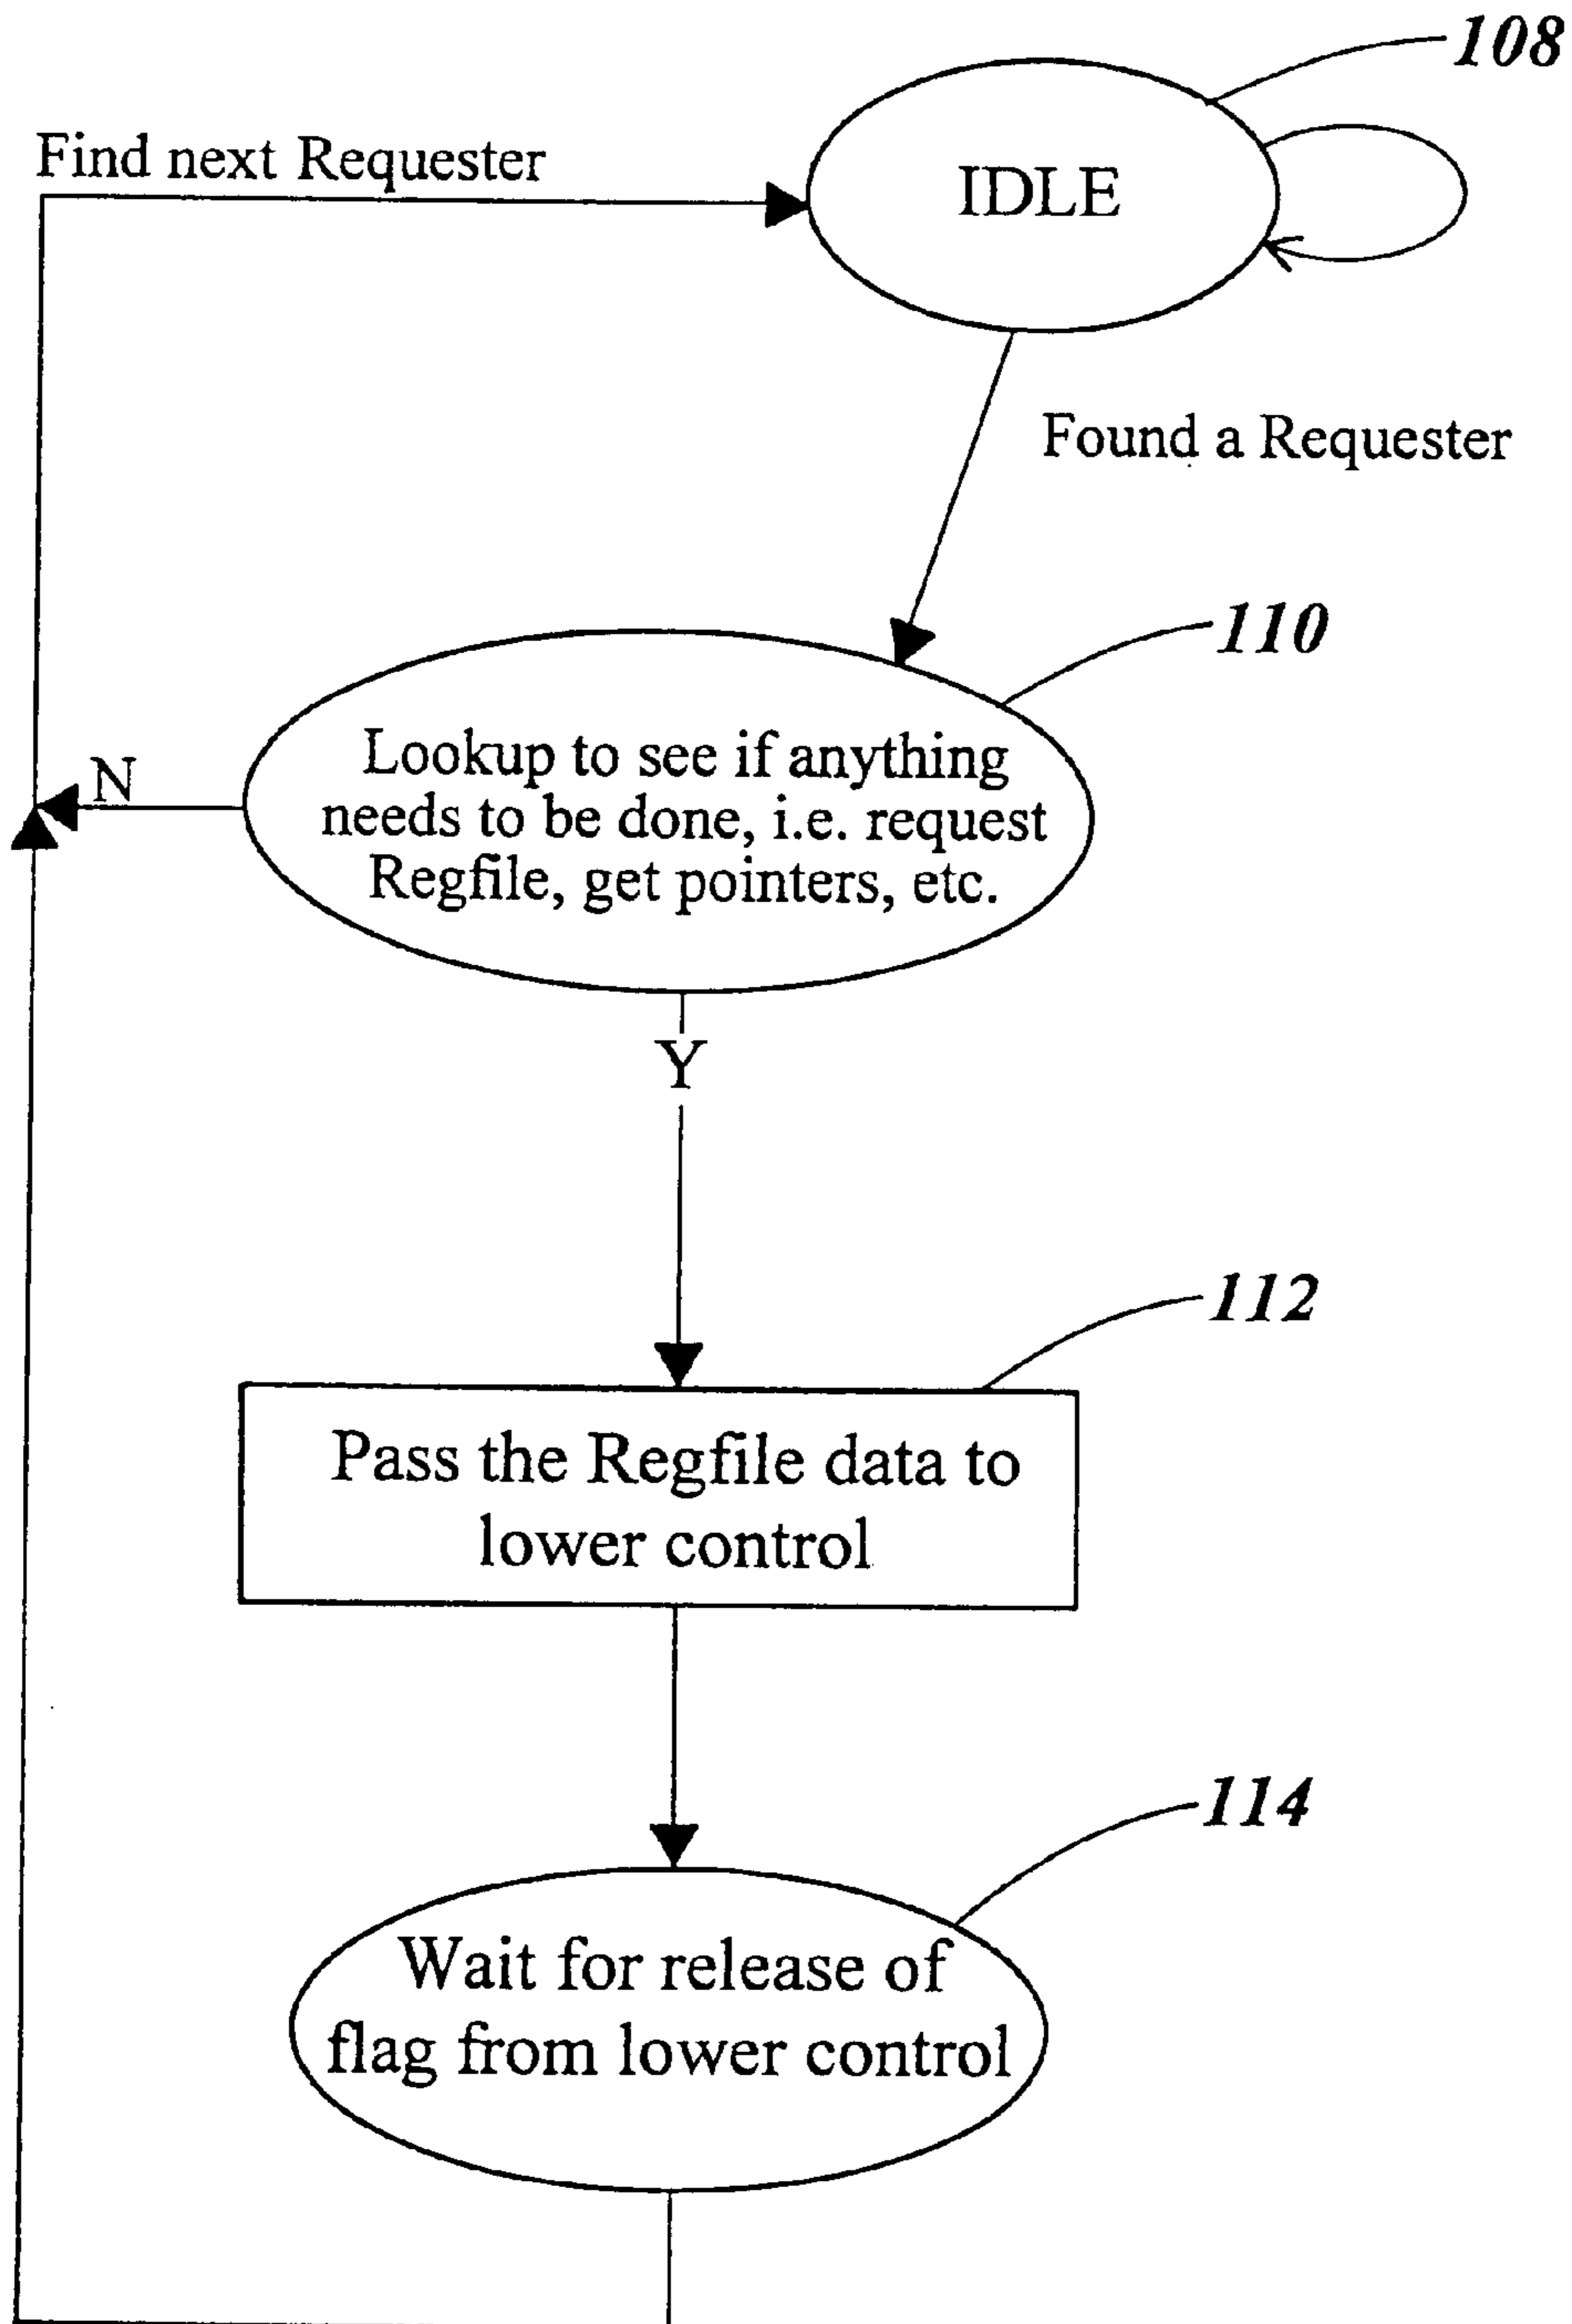 108
Find next Requester
IDLE
Found a Requester
110
Lookup to see if anything
needs to be done, i.e. request
Regfile, get pointers, etc.
N
Y
112
Pass the Regfile data to
lower control
114
Wait for release of
flag from lower control